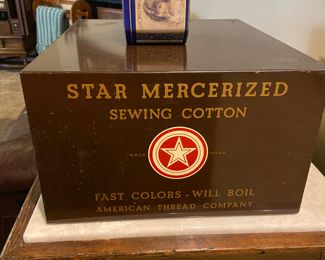 STAR MERCERIZED
SEWING COTTON
TRADE MARK
FAST COLORS - WILL BOIL
AMERICAN THREAD COMPANY